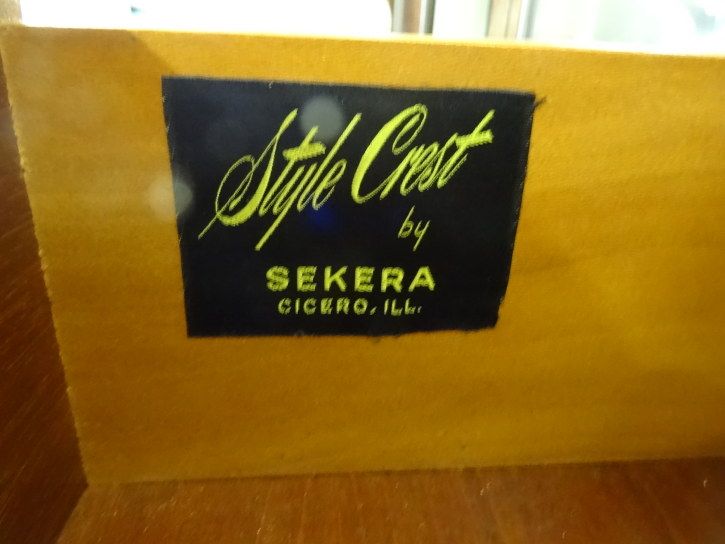 Style Crest
by
SEKERA
CICERO, ILL.